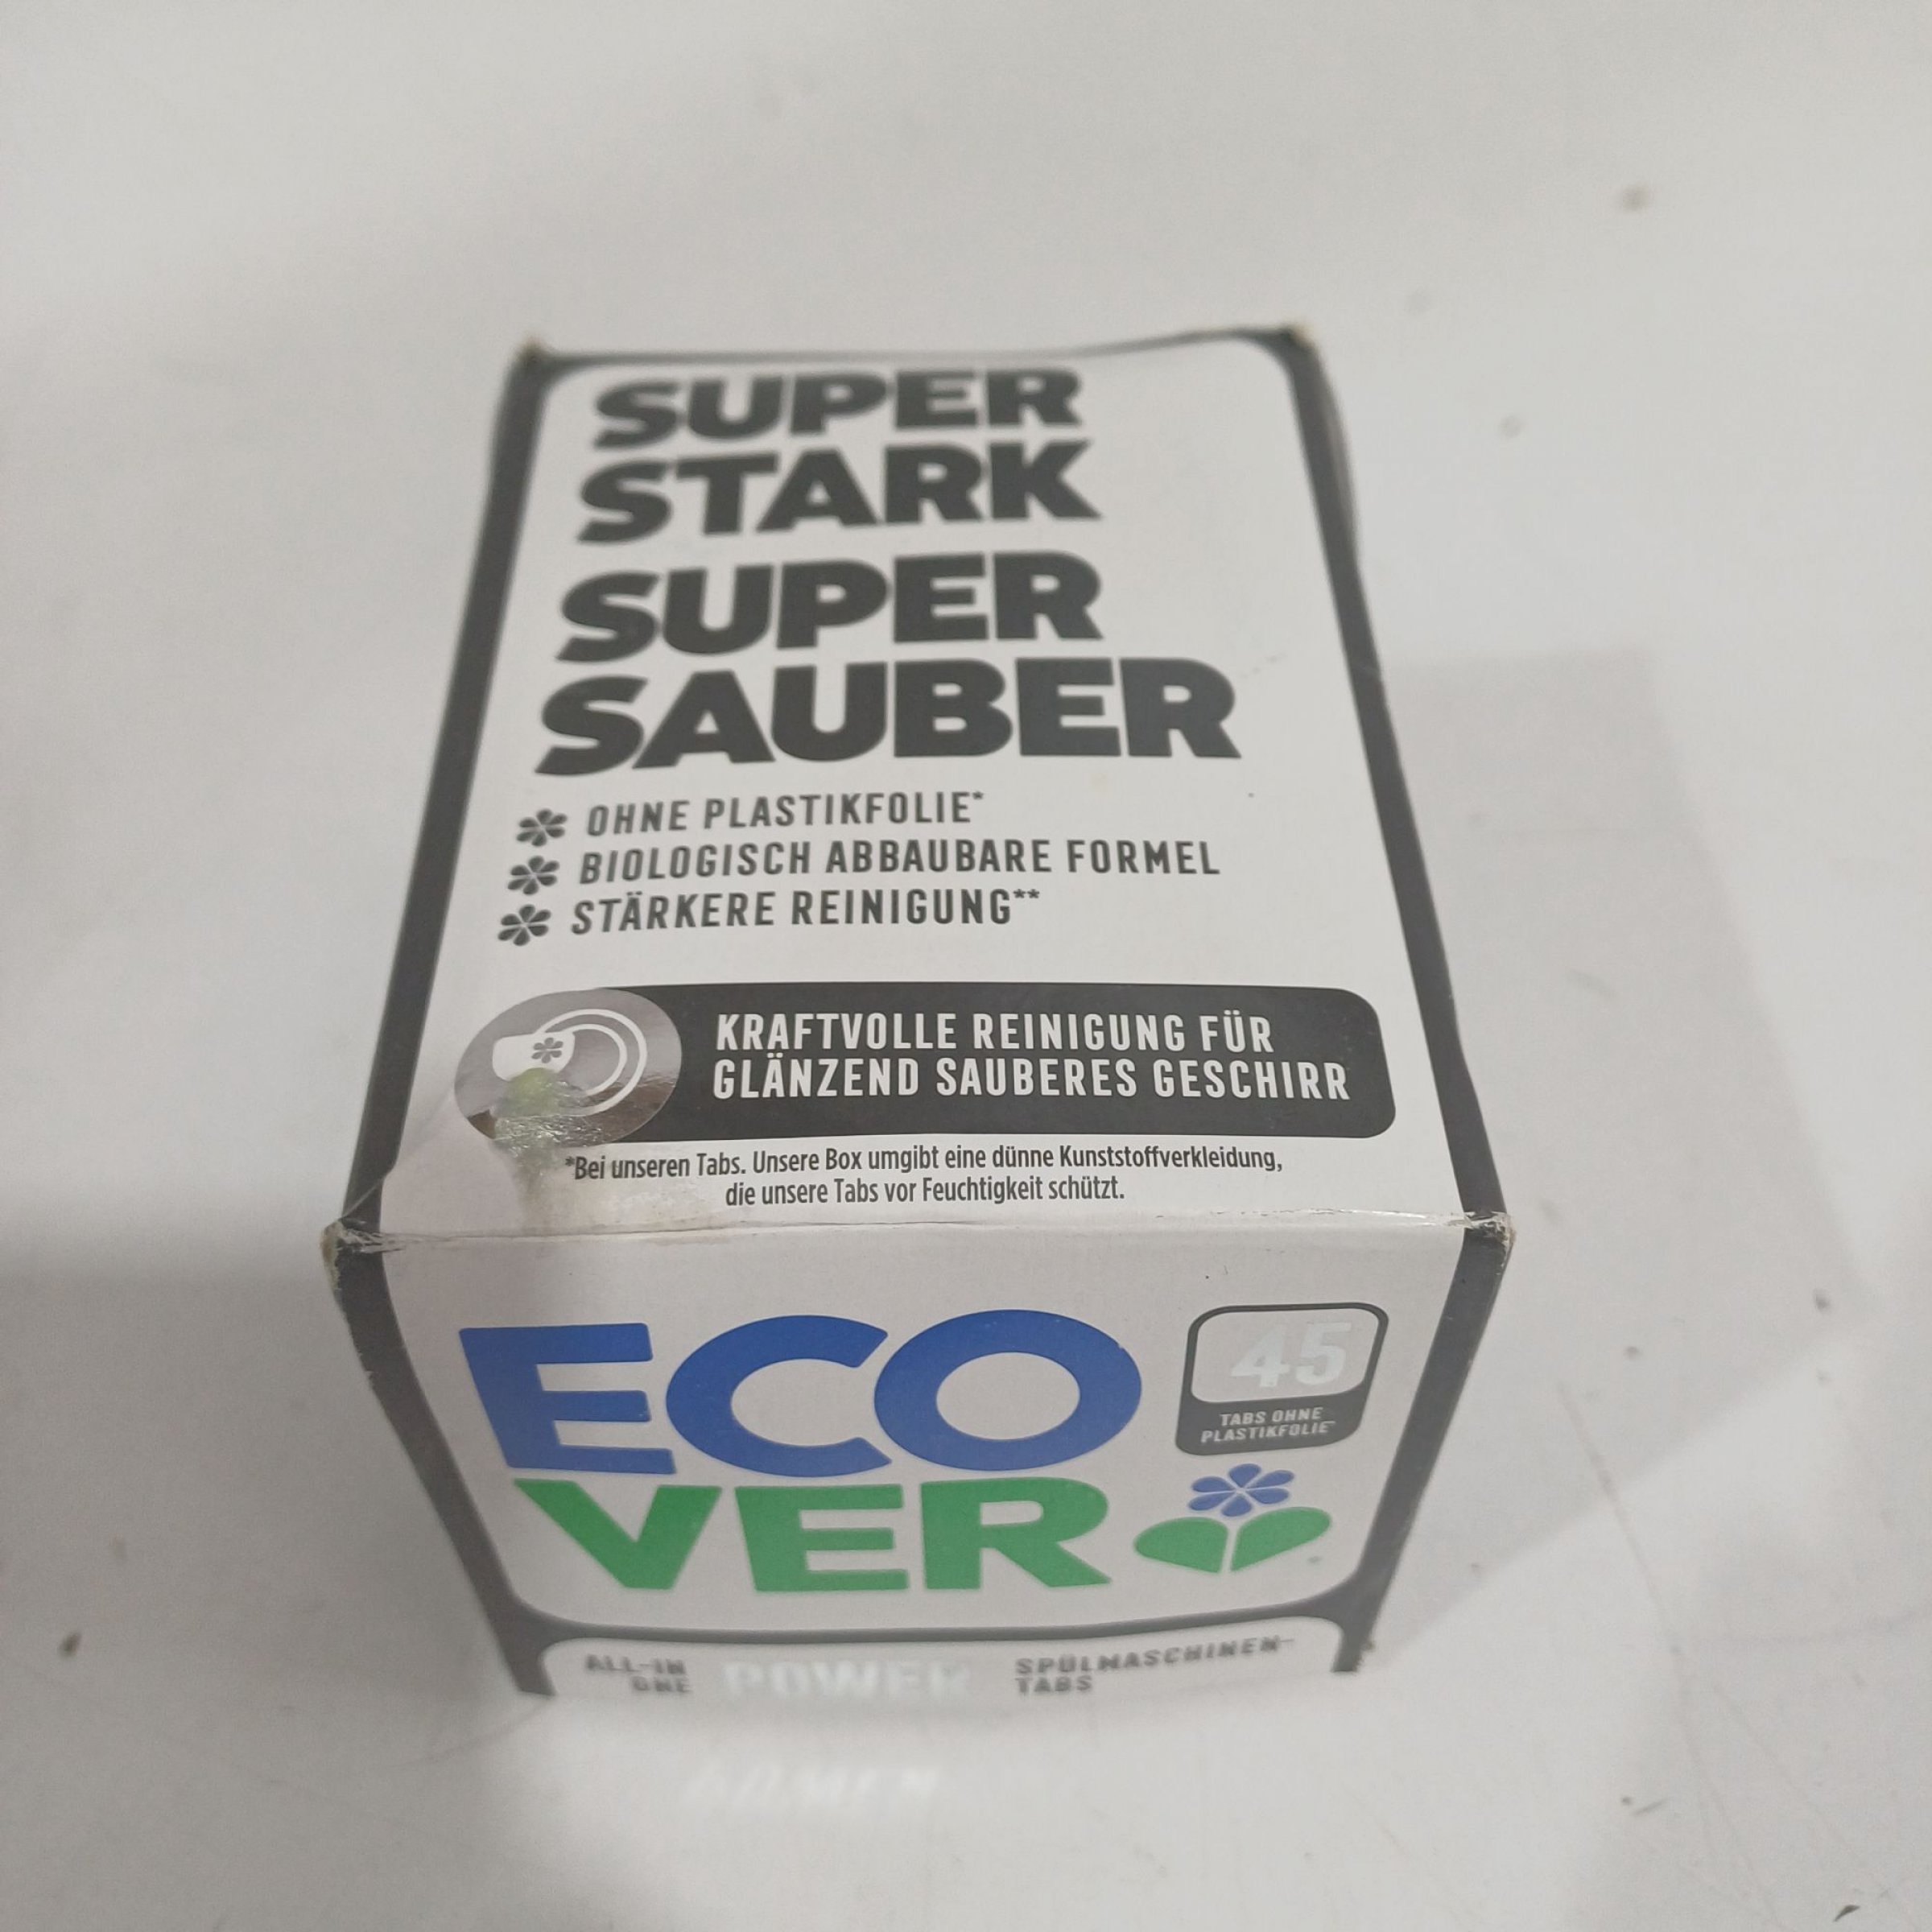 SUPER
STARK
SUPER
SAUBER
OHNE PLASTIKFOLIE*
BIOLOGISCH ABBAUBARE FORMEL
STÄRKERE REINIGUNG**
KRAFTVOLLE REINIGUNG FÜR
GLÄNZEND SAUBERES GESCHIRR
*Bei unseren Tabs. Unsere Box umgibt eine dünne Kunststoffverkleidung,
die unsere Tabs vor Feuchtigkeit schützt.
ECO
VER
45
TABS OHNE
PLASTIKFOLIE*
ALL-IN
ONE
POWER
SPÜLMASCHINEN-
TABS